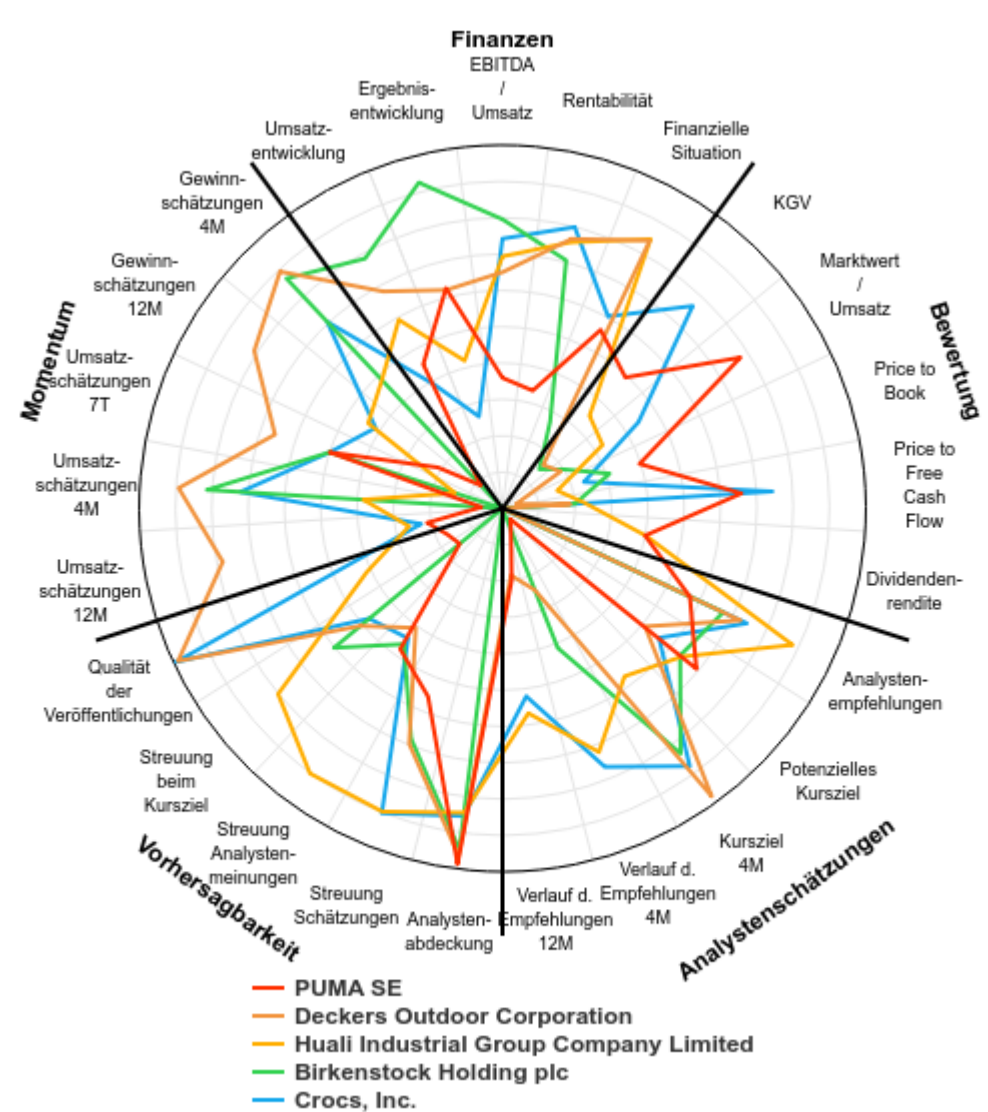 Finanzen
EBITDA
/
Umsatz
Rentabilität
Finanzielle
Situation
KGV
Marktwert
/
Umsatz
Bewertung
Price to
Book
Price to
Free
Cash
Flow
Dividenden-
rendite
Analysten-
empfehlungen
Potenzielles
Kursziel
Kursziel
4M
Analystenschätzungen
Verlauf d.
Empfehlungen
4M
Verlauf d.
Empfehlungen
12M
Analysten-
abdeckung
Streuung
Schätzungen
Streuung
Analysten-
meinungen
Vorhersagbarkeit
Streuung
beim
Kursziel
Qualität
der
Veröffentlichungen
Umsatz-
schätzungen
12M
Umsatz-
schätzungen
4M
Umsatz-
schätzungen
7T
Momentum
Gewinn-
schätzungen
12M
Gewinn-
schätzungen
4M
Umsatz-
entwicklung
Ergebnis-
entwicklung
PUMA SE
Deckers Outdoor Corporation
Huali Industrial Group Company Limited
Birkenstock Holding plc
Crocs, Inc.